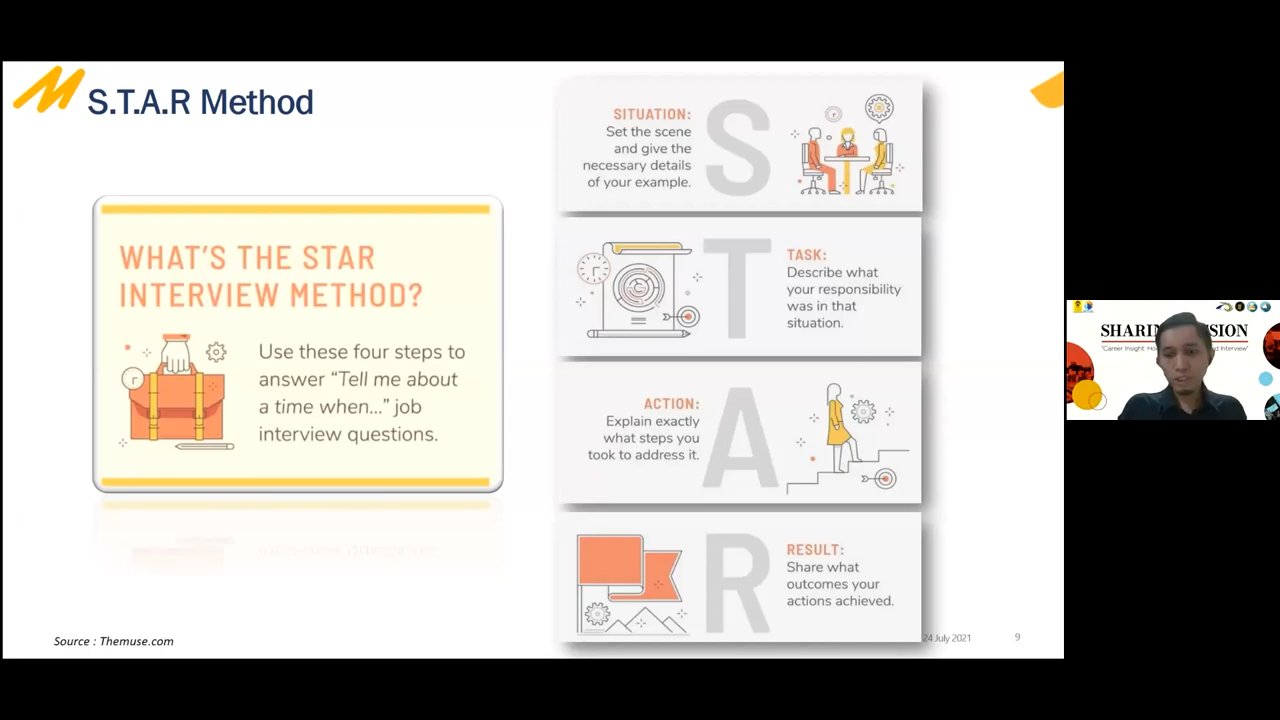 S.T.A.R Method
WHAT'S THE STAR
INTERVIEW METHOD?
Use these four steps to
answer "Tell me about
a time when..." job
interview questions.
SITUATION:
Set the scene
and give the
necessary details
of your example.
S
T
TASK:
Describe what
your responsibility
was in that
situation.
ACTION:
Explain exactly
what steps you
took to address it.
A
R
RESULT:
Share what
outcomes your
actions achieved.
Source : Themuse.com
24 July 2021
9
"Career Insight:
Interview"